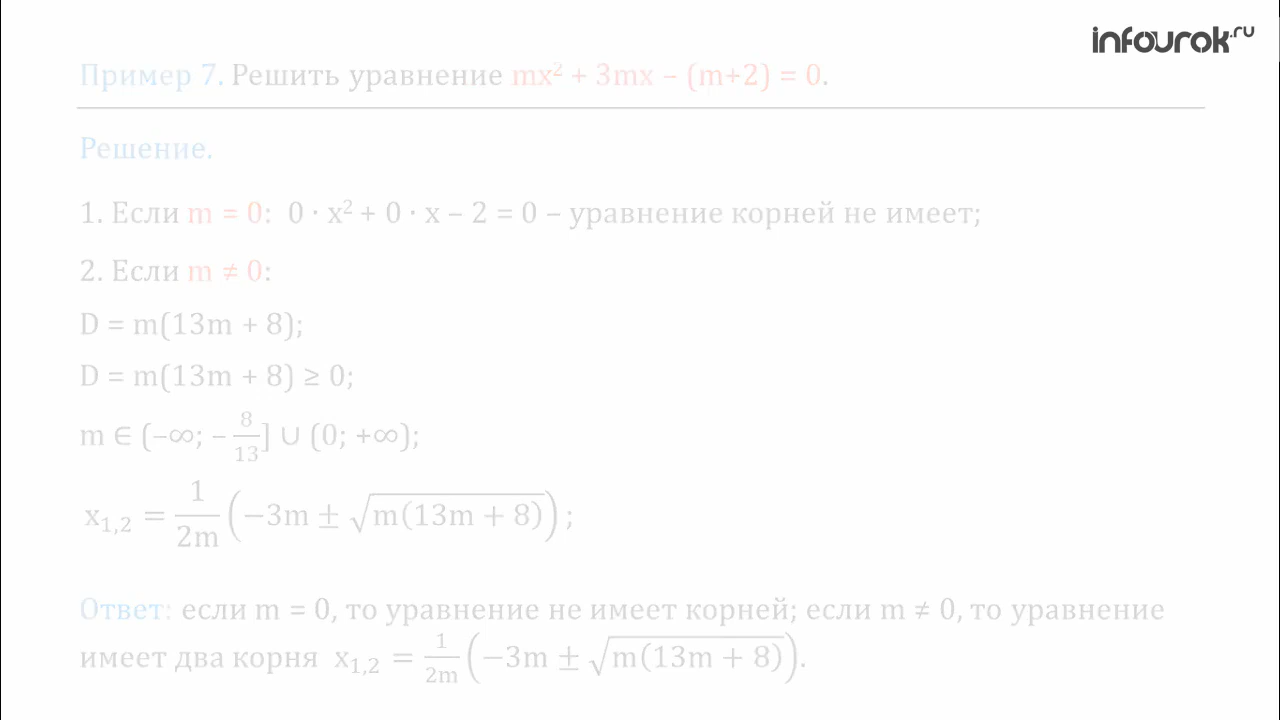 infourok.ru
Пример 7. Решить уравнение mx² + 3mx – (m+2) = 0.
Решение.
1. Если m = 0: 0 · x² + 0 · x – 2 = 0 – уравнение корней не имеет;
2. Если m ≠ 0:
D = m(13m + 8);
D = m(13m + 8) ≥ 0;
m ∈ (–∞; – 8/13] ∪ (0; +∞);
x₁,₂ = 1/2m (−3m ± √m(13m + 8));
Ответ: если m = 0, то уравнение не имеет корней; если m ≠ 0, то уравнение
имеет два корня x₁,₂ = 1/2m (−3m ± √m(13m + 8)).